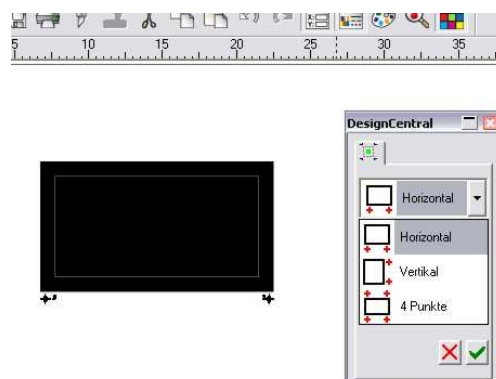 5 10 15 20 25 30 35
DesignCentral
Horizontal
Horizontal
Vertikal
4 Punkte